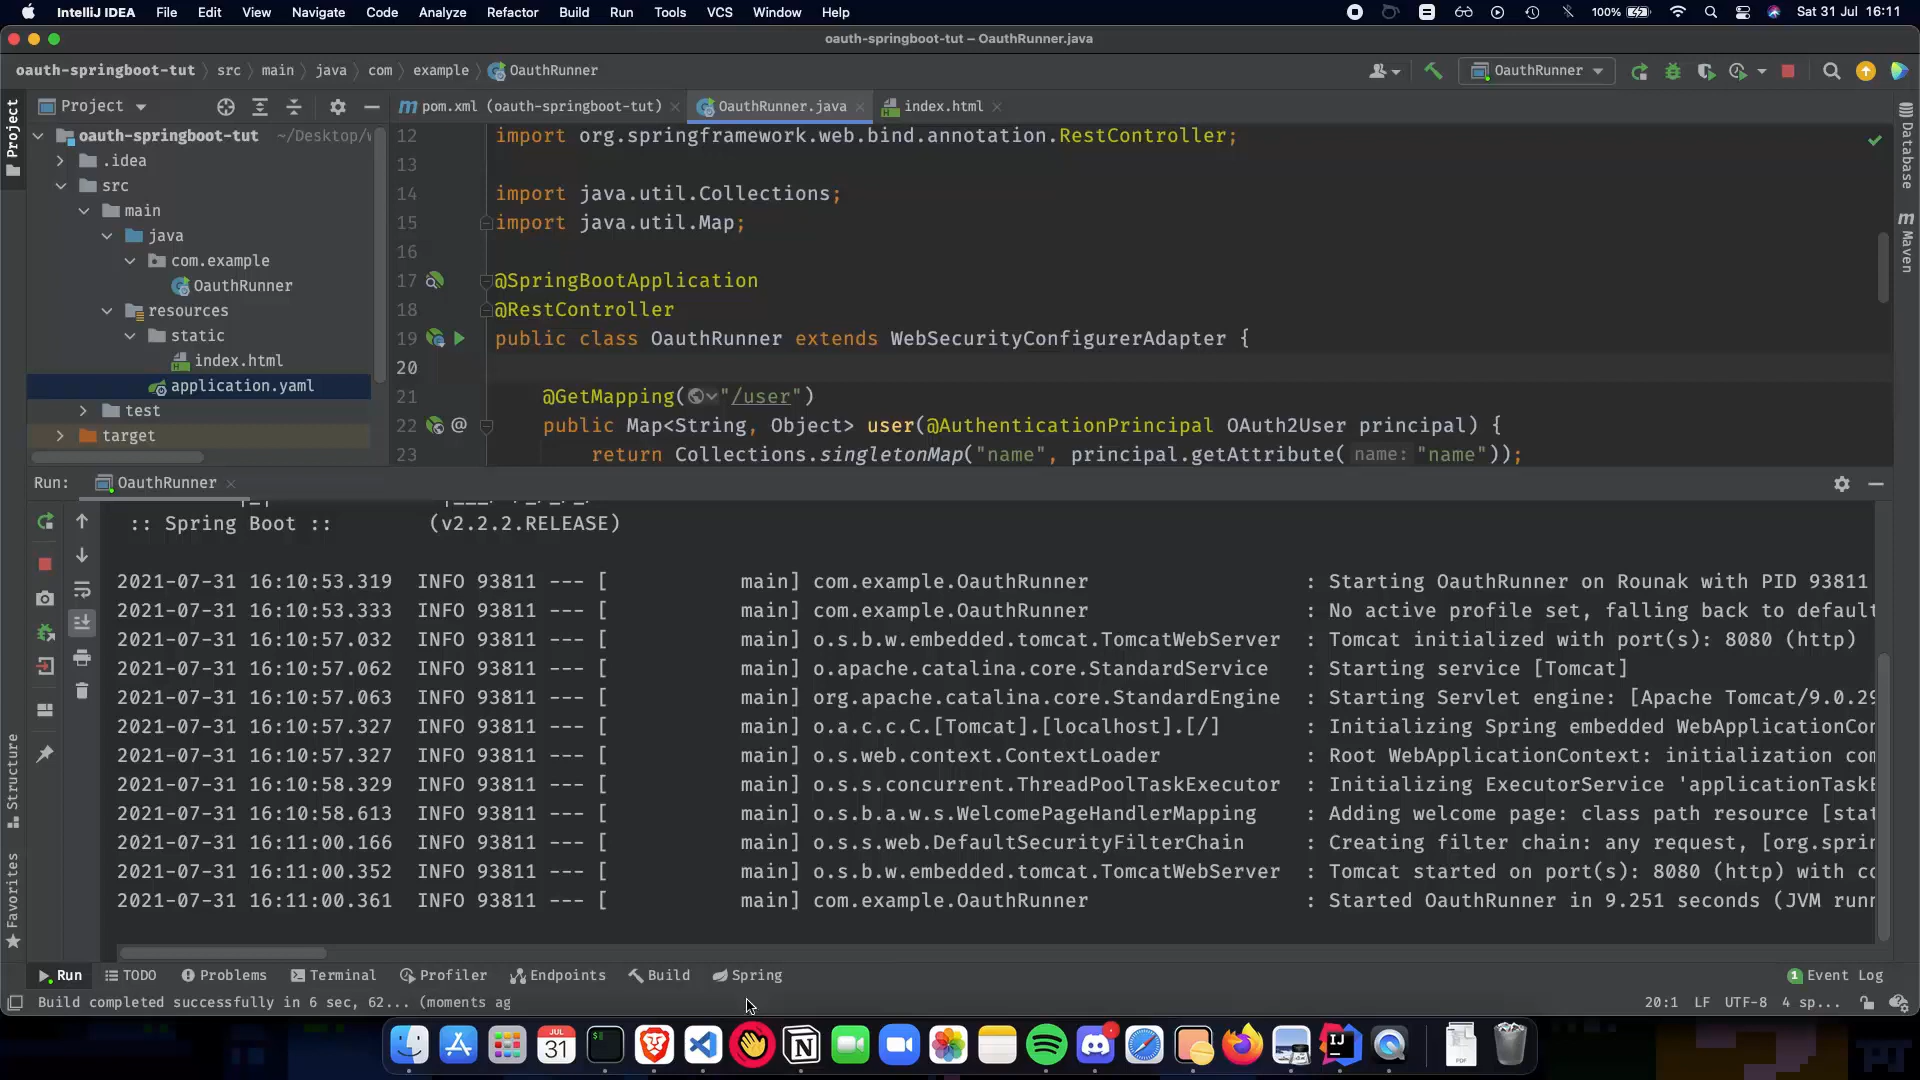 IntelliJ IDEA File Edit View Navigate Code Analyze Refactor Build Run Tools VCS Window Help 100% Sat 31 Jul 16:11
oauth-springboot-tut – OauthRunner.java
oauth-springboot-tut src main java com example OauthRunner OauthRunner
Project pom.xml (oauth-springboot-tut) OauthRunner.java index.html
Project
oauth-springboot-tut ~/Desktop/
.idea
src
main
java
com.example
OauthRunner
resources
static
index.html
application.yaml
test
target
12 import org.springframework.web.bind.annotation.RestController;
13
14 import java.util.Collections;
15 import java.util.Map;
16
17 @SpringBootApplication
18 @RestController
19 public class OauthRunner extends WebSecurityConfigurerAdapter {
20
21 @GetMapping("/user")
22 public Map<String, Object> user(@AuthenticationPrincipal OAuth2User principal) {
23 return Collections.singletonMap("name", principal.getAttribute( name: "name"));
Database
Maven
Run: OauthRunner
:: Spring Boot :: (v2.2.2.RELEASE)
2021-07-31 16:10:53.319 INFO 93811 --- [ main] com.example.OauthRunner : Starting OauthRunner on Rounak with PID 93811
2021-07-31 16:10:53.333 INFO 93811 --- [ main] com.example.OauthRunner : No active profile set, falling back to default
2021-07-31 16:10:57.032 INFO 93811 --- [ main] o.s.b.w.embedded.tomcat.TomcatWebServer : Tomcat initialized with port(s): 8080 (http)
2021-07-31 16:10:57.062 INFO 93811 --- [ main] o.apache.catalina.core.StandardService : Starting service [Tomcat]
2021-07-31 16:10:57.063 INFO 93811 --- [ main] org.apache.catalina.core.StandardEngine : Starting Servlet engine: [Apache Tomcat/9.0.29
2021-07-31 16:10:57.327 INFO 93811 --- [ main] o.a.c.c.C.[Tomcat].[localhost].[/] : Initializing Spring embedded WebApplicationCon
2021-07-31 16:10:57.327 INFO 93811 --- [ main] o.s.web.context.ContextLoader : Root WebApplicationContext: initialization com
2021-07-31 16:10:58.329 INFO 93811 --- [ main] o.s.s.concurrent.ThreadPoolTaskExecutor : Initializing ExecutorService 'applicationTaskE
2021-07-31 16:10:58.613 INFO 93811 --- [ main] o.s.b.a.w.s.WelcomePageHandlerMapping : Adding welcome page: class path resource [stat
2021-07-31 16:11:00.166 INFO 93811 --- [ main] o.s.s.web.DefaultSecurityFilterChain : Creating filter chain: any request, [org.sprin
2021-07-31 16:11:00.352 INFO 93811 --- [ main] o.s.b.w.embedded.tomcat.TomcatWebServer : Tomcat started on port(s): 8080 (http) with co
2021-07-31 16:11:00.361 INFO 93811 --- [ main] com.example.OauthRunner : Started OauthRunner in 9.251 seconds (JVM runn
Structure
Favorites
Run TODO Problems Terminal Profiler Endpoints Build Spring 1 Event Log
Build completed successfully in 6 sec, 62... (moments ag 20:1 LF UTF-8 4 sp...
JUL
31
IJ
PDF